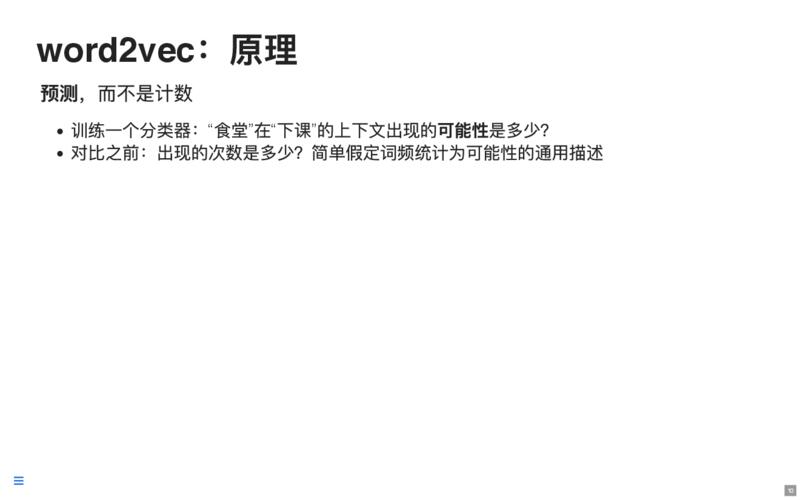 word2vec：原理
预测，而不是计数
训练一个分类器：“食堂”在“下课”的上下文出现的可能性是多少？
对比之前：出现的次数是多少？简单假定词频统计为可能性的通用描述
10